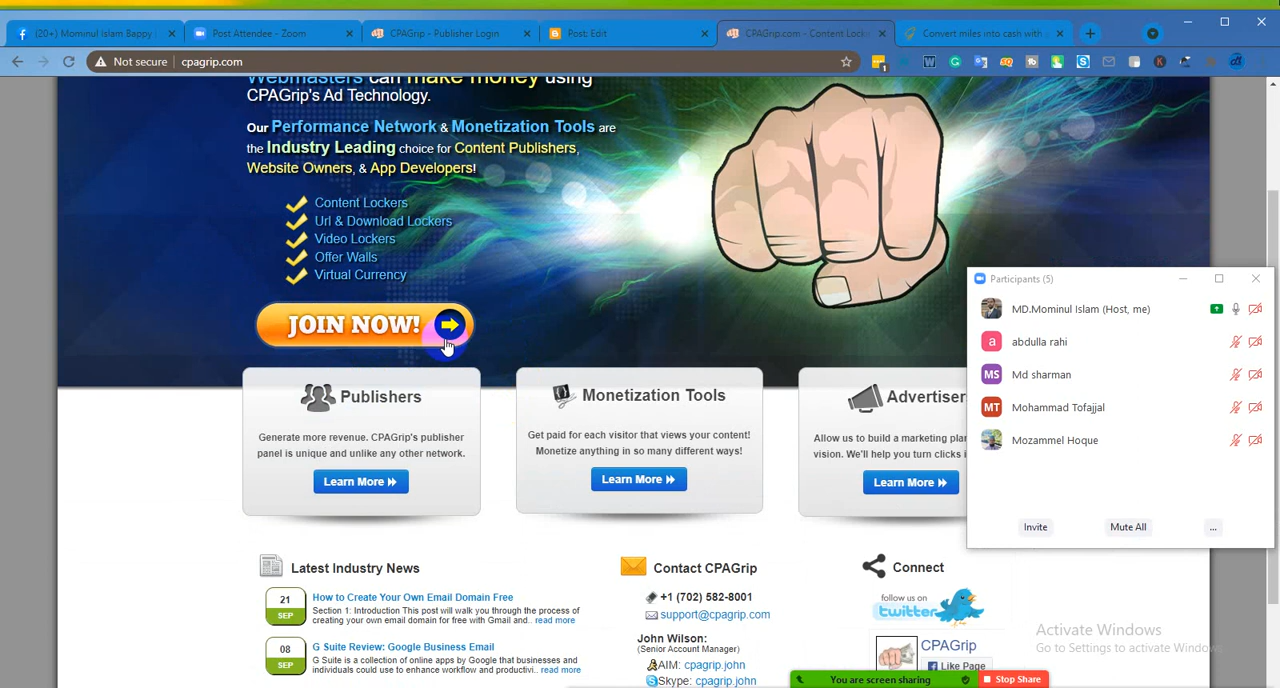 (20+) Mominul Islam Bappy
Post Attendee - Zoom
CPAGrip - Publisher Login
Post: Edit
CPAGrip.com - Content Lock
Convert miles into cash with
Not secure
cpagrip.com
Webmasters can make money using
CPAGrip's Ad Technology.
Our Performance Network & Monetization Tools are
the Industry Leading choice for Content Publishers,
Website Owners, & App Developers!
Content Lockers
Url & Download Lockers
Video Lockers
Offer Walls
Virtual Currency
JOIN NOW!
Publishers
Generate more revenue. CPAGrip's publisher
panel is unique and unlike any other network.
Learn More
Monetization Tools
Get paid for each visitor that views your content!
Monetize anything in so many different ways!
Learn More
Advertiser
Allow us to build a marketing plan
vision. We'll help you turn clicks i
Learn More
Participants (5)
MD.Mominul Islam (Host, me)
a
abdulla rahi
MS
Md sharman
MT
Mohammad Tofajjal
Mozammel Hoque
Invite
Mute All
...
Latest Industry News
21
SEP
How to Create Your Own Email Domain Free
Section 1: Introduction This post will walk you through the process of
creating your own email domain for free with Gmail and.. read more
08
SEP
G Suite Review: Google Business Email
G Suite is a collection of online apps by Google that businesses and
individuals could use to enhance workflow and productivi.. read more
Contact CPAGrip
+1 (702) 582-8001
support@cpagrip.com
John Wilson:
(Senior Account Manager)
AIM: cpagrip.john
Skype: cpagrip.john
Connect
follow us on
twitter
CPAGrip
Like Page
Activate Windows
Go to Settings to activate Windows
You are screen sharing
Stop Share